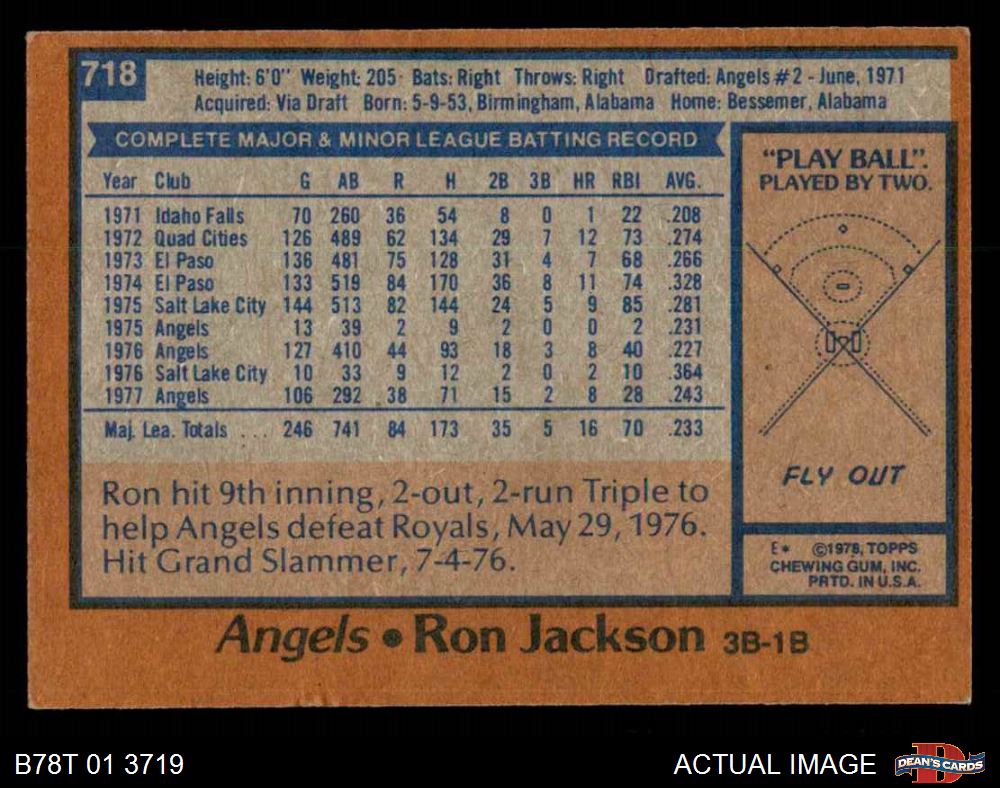 718
Height: 6'0" Weight: 205 Bats: Right Throws: Right Drafted: Angels #2 - June, 1971
Acquired: Via Draft Born: 5-9-53, Birmingham, Alabama Home: Bessemer, Alabama
COMPLETE MAJOR & MINOR LEAGUE BATTING RECORD
Year Club G AB R H 2B 3B HR RBI AVG.
1971 Idaho Falls 70 260 36 54 8 0 1 22 .208
1972 Quad Cities 126 489 62 134 29 7 12 73 .274
1973 El Paso 136 481 75 128 31 4 7 68 .266
1974 El Paso 133 519 84 170 36 8 11 74 .328
1975 Salt Lake City 144 513 82 144 24 5 9 85 .281
1975 Angels 13 39 2 9 2 0 0 2 .231
1976 Angels 127 410 44 93 18 3 8 40 .227
1976 Salt Lake City 10 33 9 12 2 0 2 10 .364
1977 Angels 106 292 38 71 15 2 8 28 .243
Maj. Lea. Totals ... 246 741 84 173 35 5 16 70 .233
Ron hit 9th inning, 2-out, 2-run Triple to
help Angels defeat Royals, May 29, 1976.
Hit Grand Slammer, 7-4-76.
"PLAY BALL".
PLAYED BY TWO.
FLY OUT
E* ©1978, TOPPS
CHEWING GUM, INC.
PRTD. IN U.S.A.
Angels • Ron Jackson 3B-1B
B78T 01 3719
ACTUAL IMAGE
D
DEAN'S CARDS